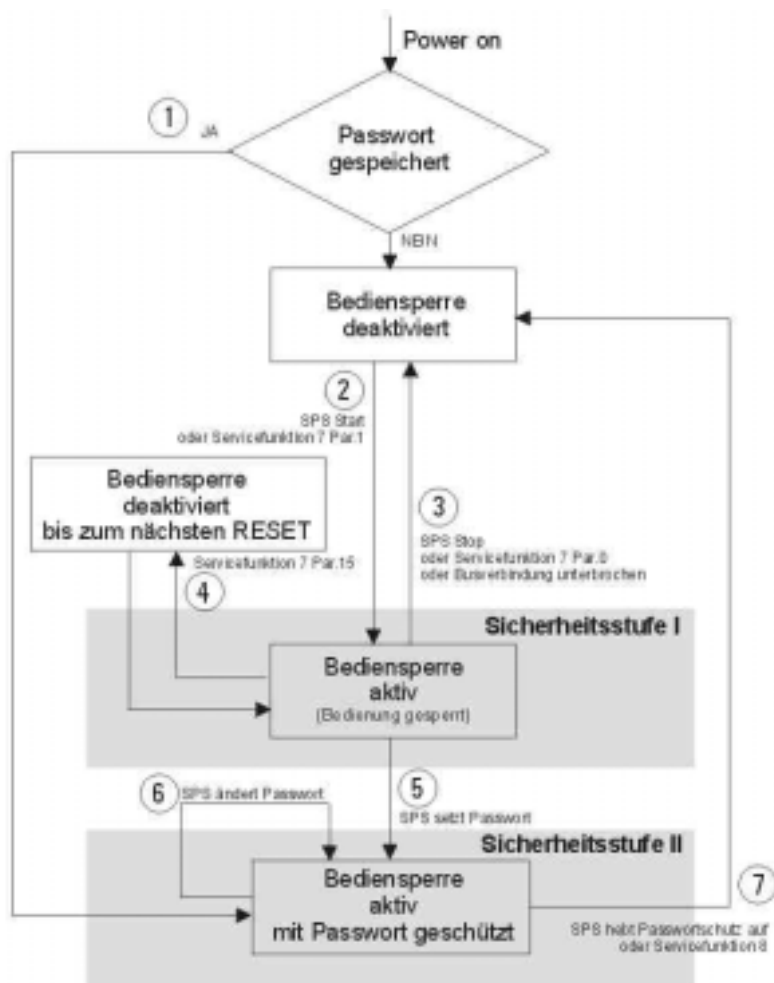 Power on
1
JA
Passwort
gespeichert
NEIN
Bediensperre
deaktiviert
2
SPS Start
oder Servicefunktion 7 Par.1
Bediensperre
deaktiviert
bis zum nächsten RESET
3
SPS Stop
oder Servicefunktion 7 Par.0
oder Busverbindung unterbrochen
Servicefunktion 7 Par.15
4
Sicherheitsstufe I
Bediensperre
aktiv
(Bedienung gesperrt)
6
SPS ändert Passwort
5
SPS setzt Passwort
Sicherheitsstufe II
Bediensperre
aktiv
mit Passwort geschützt
7
SPS hebt Passwortschutz auf
oder Servicefunktion 8